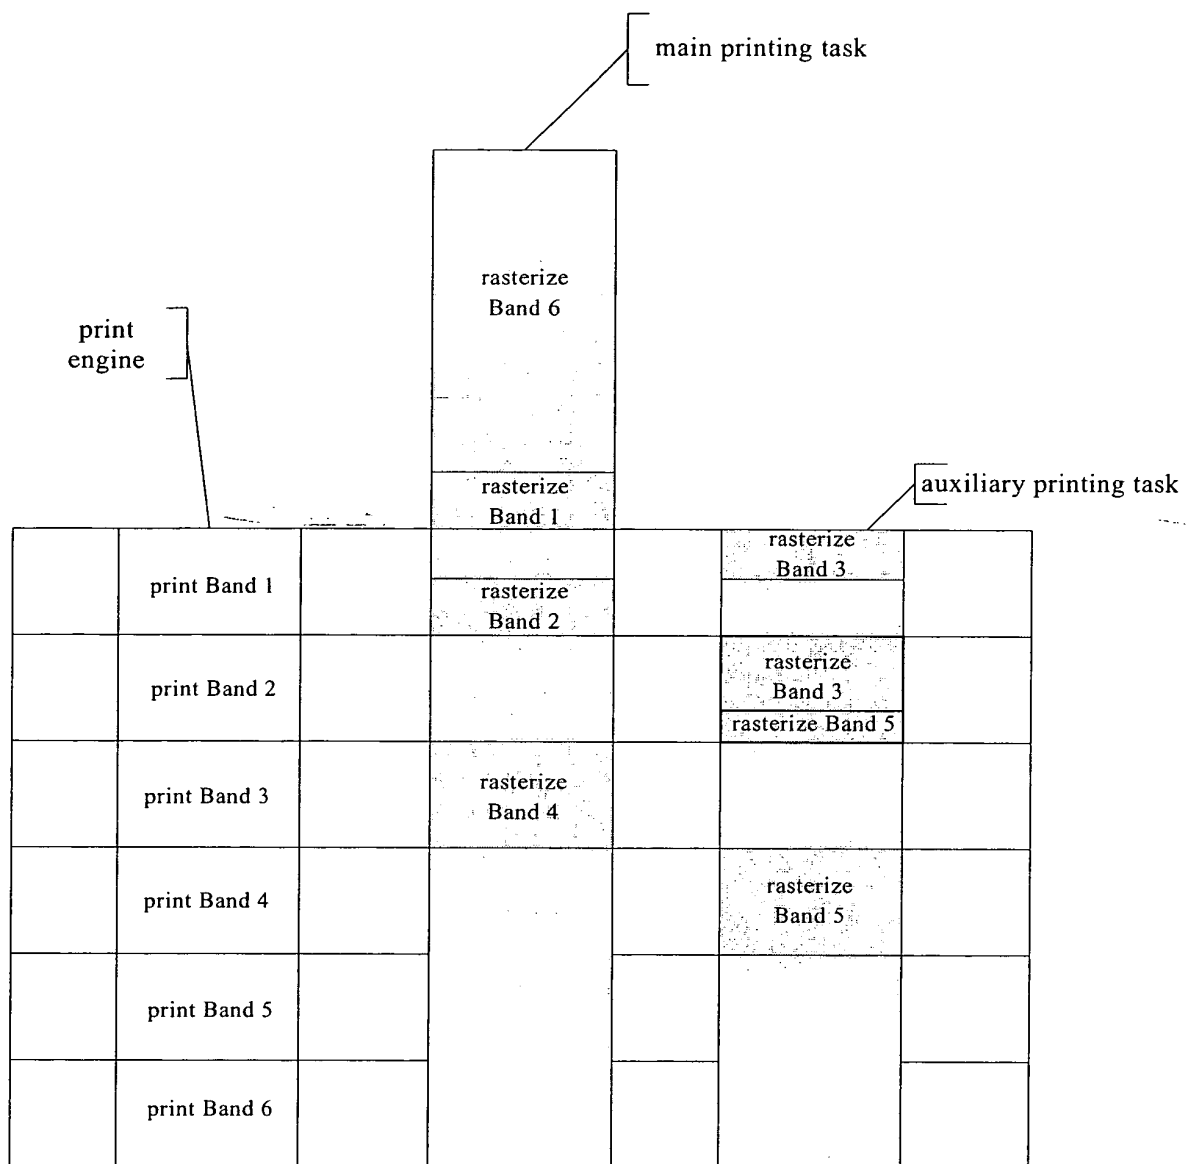 main printing task
rasterize
Band 6
print
engine
rasterize
Band 1
auxiliary printing task
rasterize
Band 3
print Band 1
rasterize
Band 2
print Band 2
rasterize
Band 3
rasterize Band 5
print Band 3
rasterize
Band 4
print Band 4
rasterize
Band 5
print Band 5
print Band 6